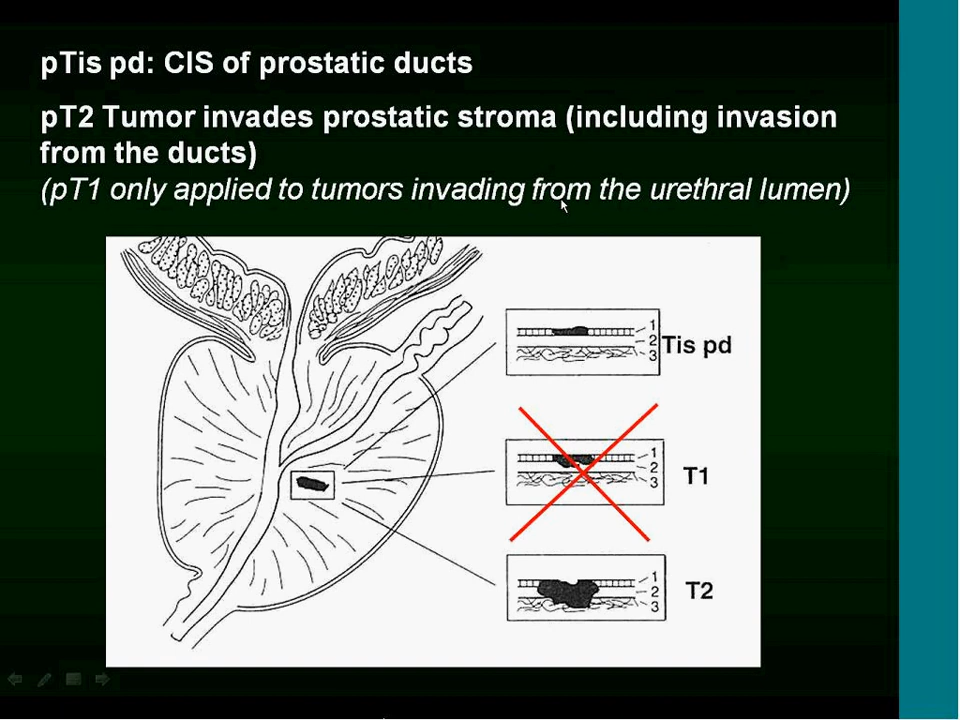 pTis pd: CIS of prostatic ducts
pT2 Tumor invades prostatic stroma (including invasion
from the ducts)
(pT1 only applied to tumors invading from the urethral lumen)
1
2
3
Tis pd
1
2
3
T1
1
2
3
T2